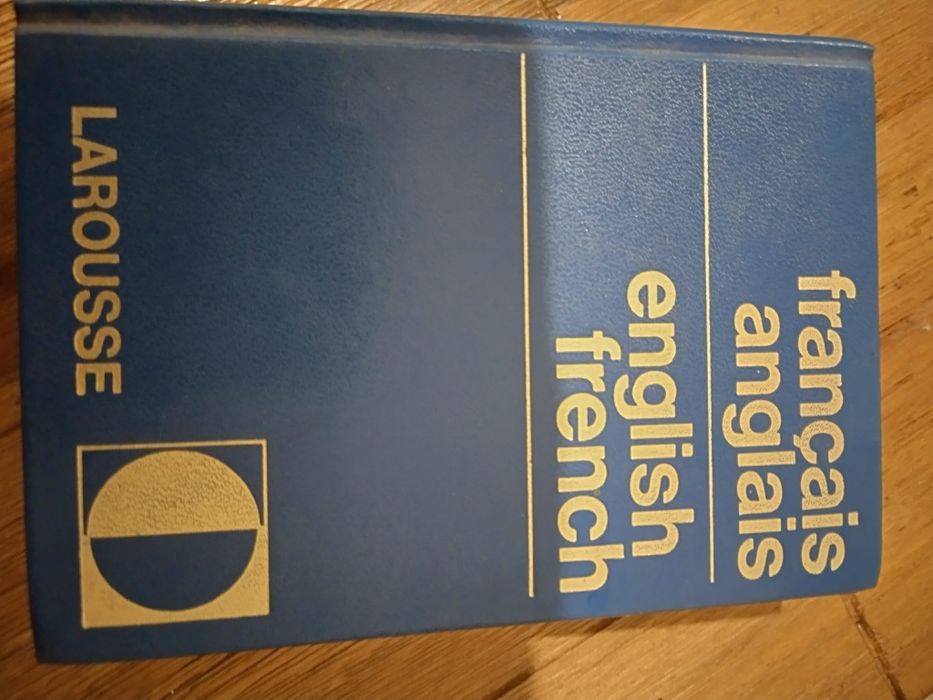 français
anglais
english
french
LAROUSSE